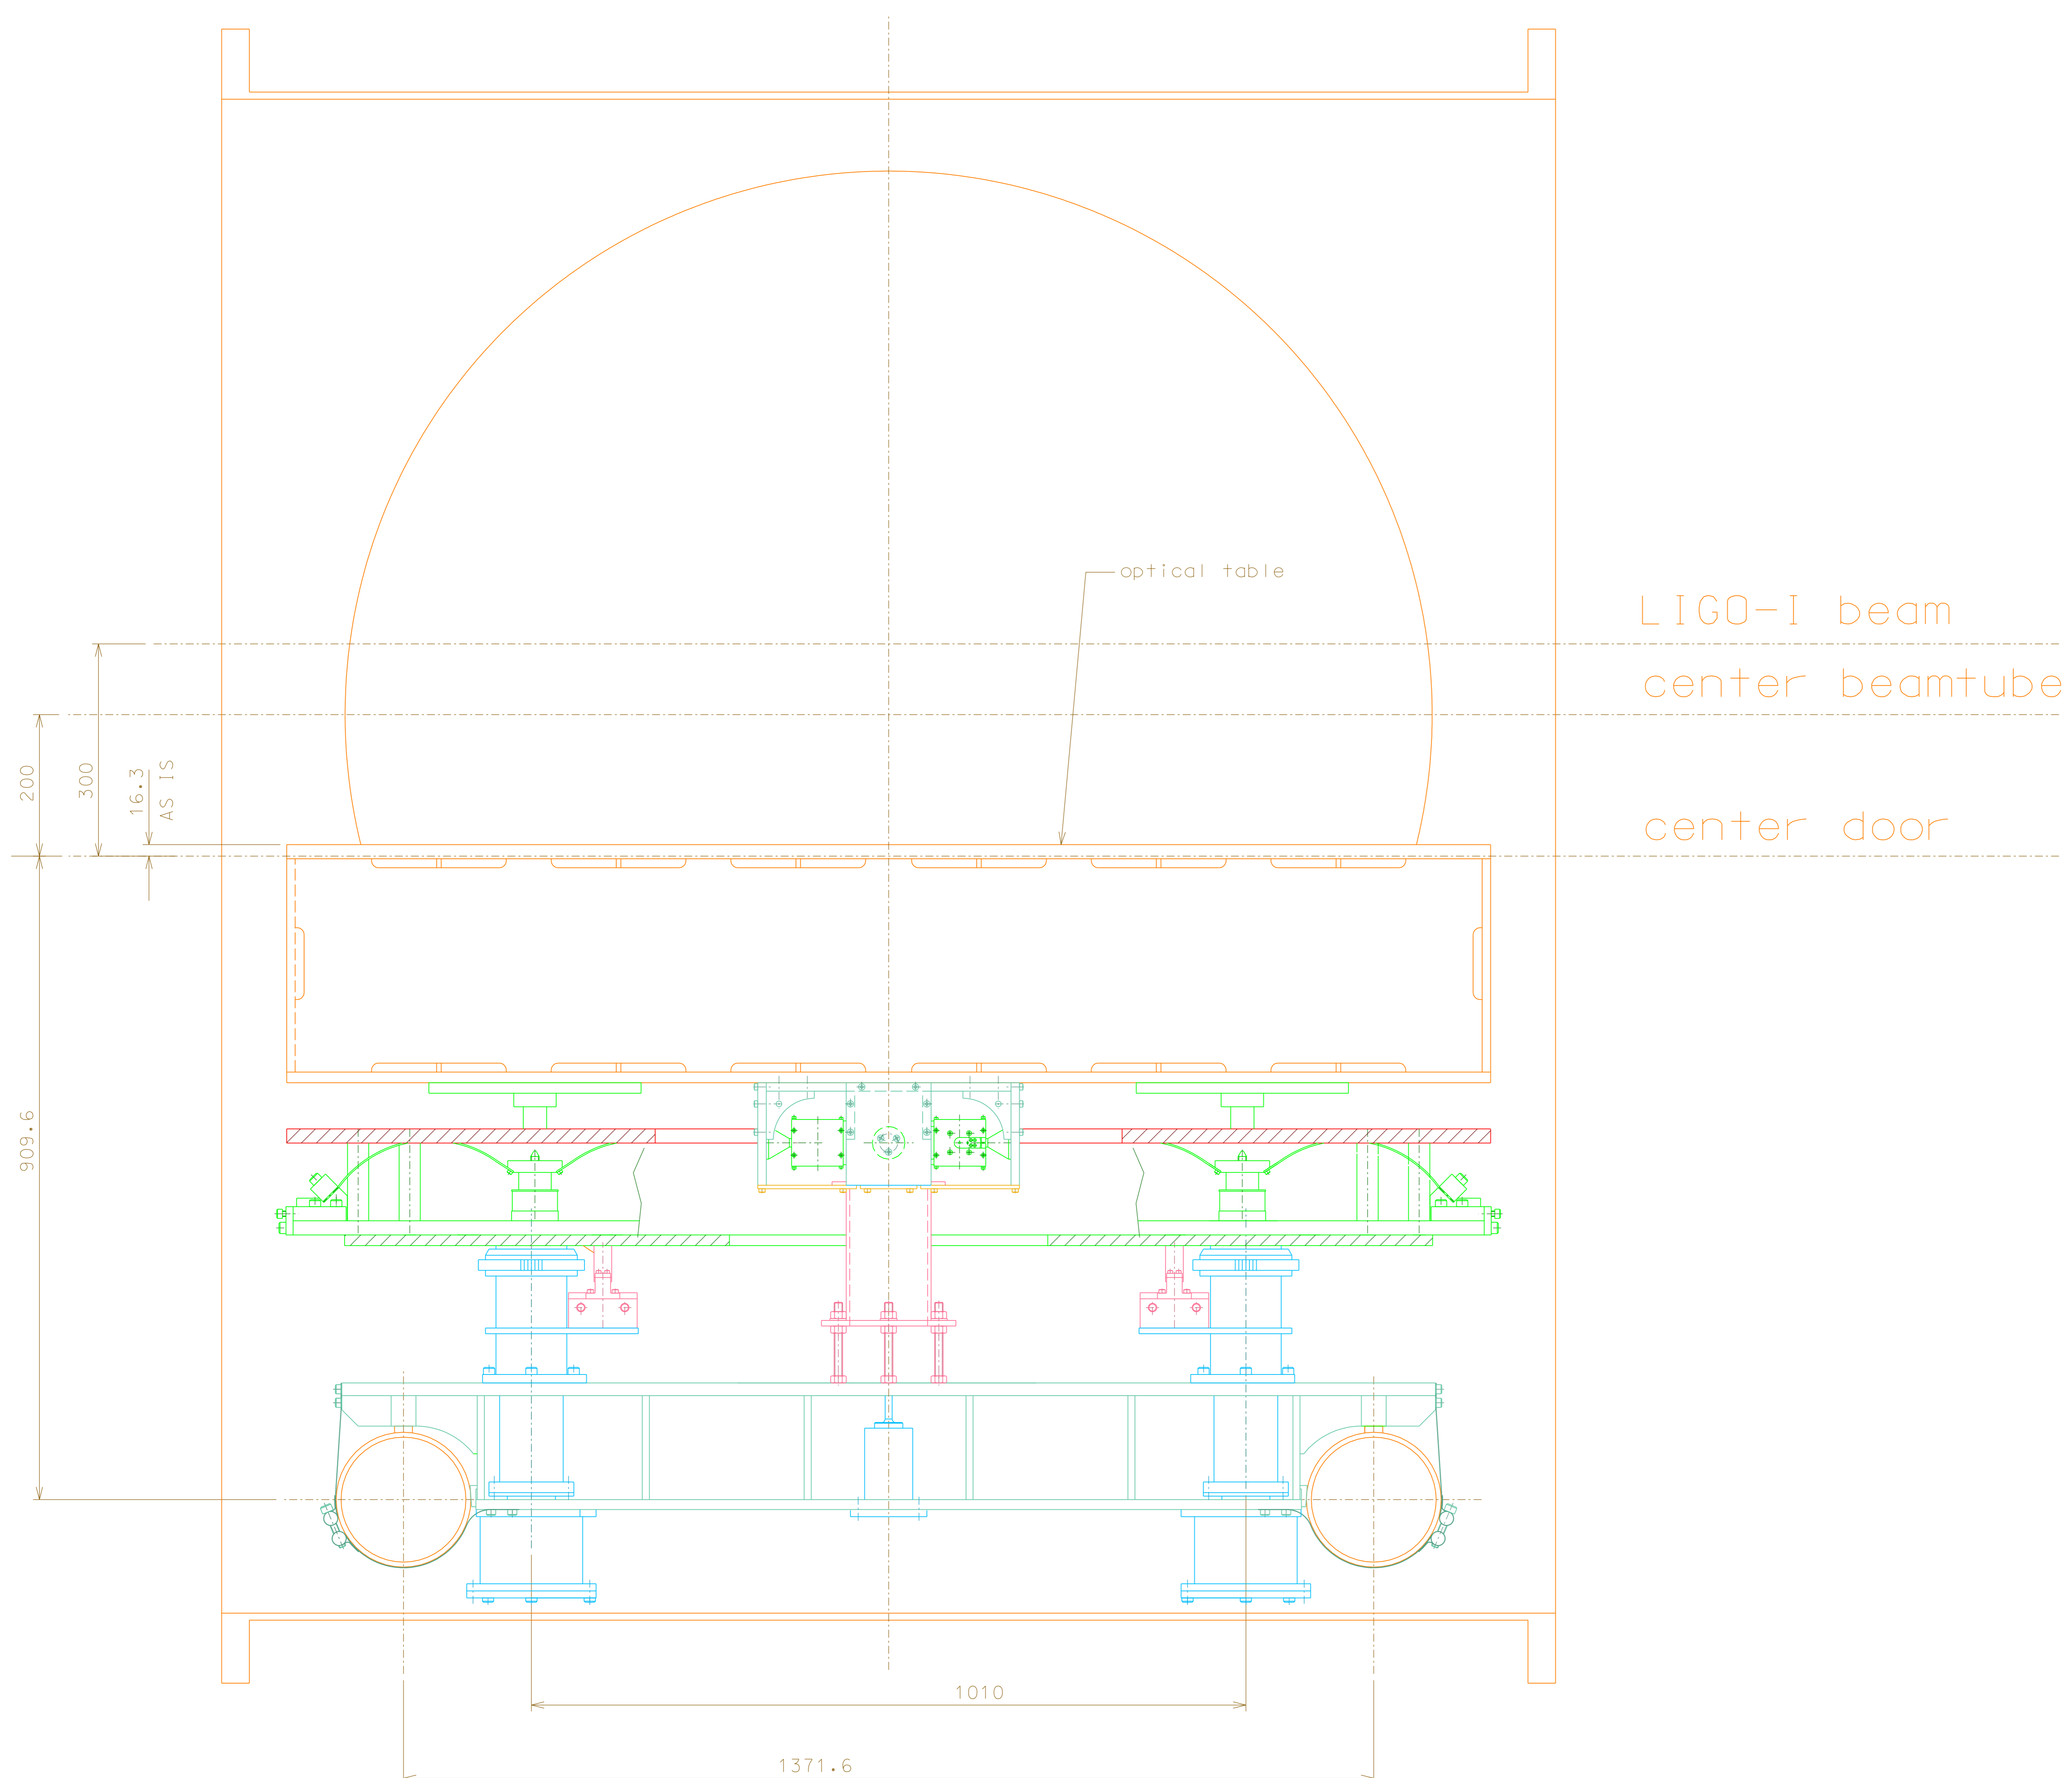 optical table
LIGO-I beam
center beamtube
center door
200
300
16.3
AS IS
909.6
1010
1371.6